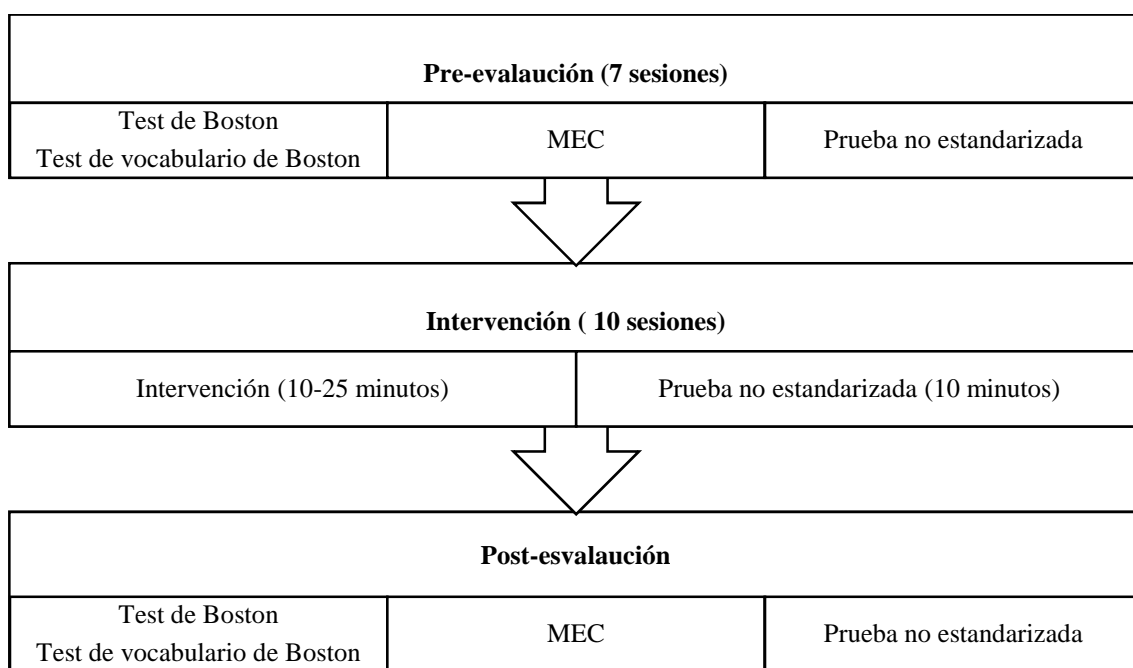 Pre-evalaución (7 sesiones)
Test de Boston
Test de vocabulario de Boston
MEC
Prueba no estandarizada
Intervención ( 10 sesiones)
Intervención (10-25 minutos)
Prueba no estandarizada (10 minutos)
Post-esvalaución
Test de Boston
Test de vocabulario de Boston
MEC
Prueba no estandarizada